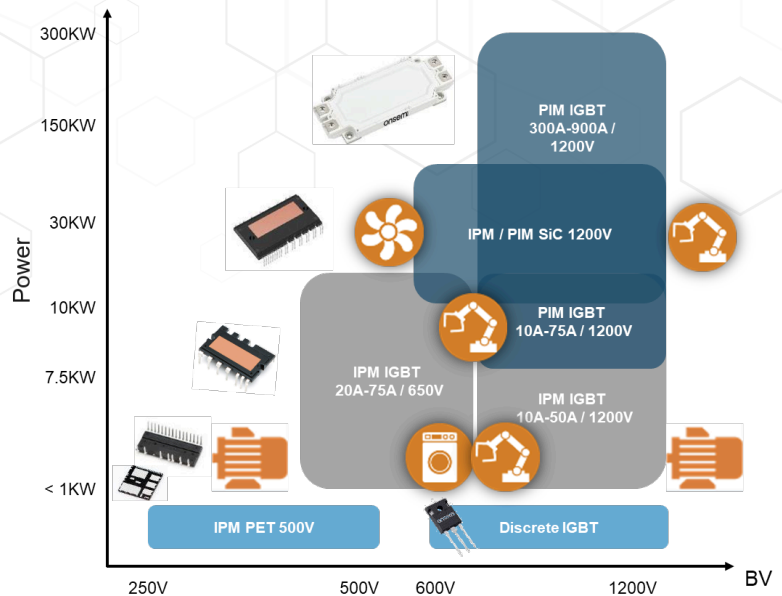 300KW
150KW
30KW
10KW
7.5KW
< 1KW
Power
onsemi
PIM IGBT
300A-900A /
1200V
IPM / PIM SiC 1200V
PIM IGBT
10A-75A / 1200V
IPM IGBT
20A-75A / 650V
IPM IGBT
10A-50A / 1200V
IPM PET 500V
onsemi
Discrete IGBT
250V
500V
600V
1200V
BV